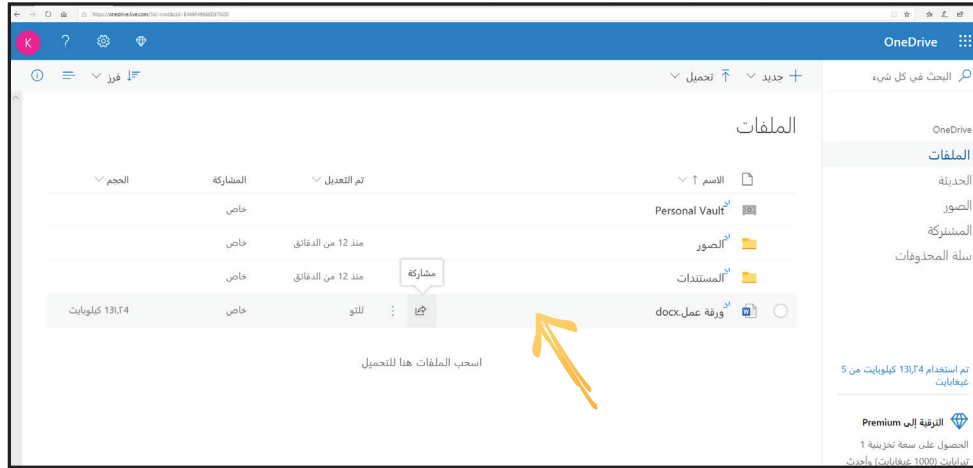 OneDrive
K
?
البحث في كل شيء
+ جديد
تحميل
فرز
OneDrive
الملفات
الحديثة
الصور
المشتركة
سلة المحذوفات
تم استخدام 131,24 كيلوبايت من 5
غيغابايت
الترقية إلى Premium
الحصول على سعة تخزينية 1
تيرابايت (1000 غيغابايت) وأحدث
الملفات
الاسم ↑ تم التعديل المشاركة الحجم
Personal Vault خاص
الصور منذ 12 من الدقائق خاص
المستندات منذ 12 من الدقائق خاص
مشاركة
ورقة عمل.docx للتو خاص 131,24 كيلوبايت
اسحب الملفات هنا للتحميل